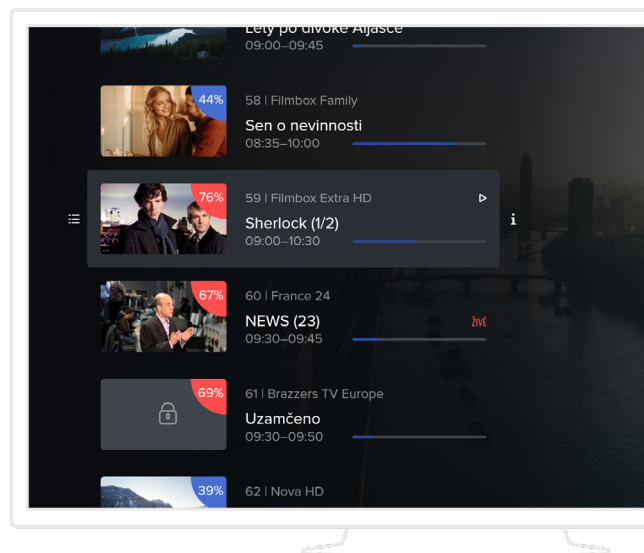 Lety po divoké Aljašce
09:00–09:45
44%
58 | Filmbox Family
Sen o nevinnosti
08:35–10:00
76%
59 | Filmbox Extra HD
Sherlock (1/2)
09:00–10:30
i
67%
60 | France 24
NEWS (23)
ŽIVĚ
09:30–09:45
69%
61 | Brazzers TV Europe
Uzamčeno
09:30–09:50
39%
62 | Nova HD